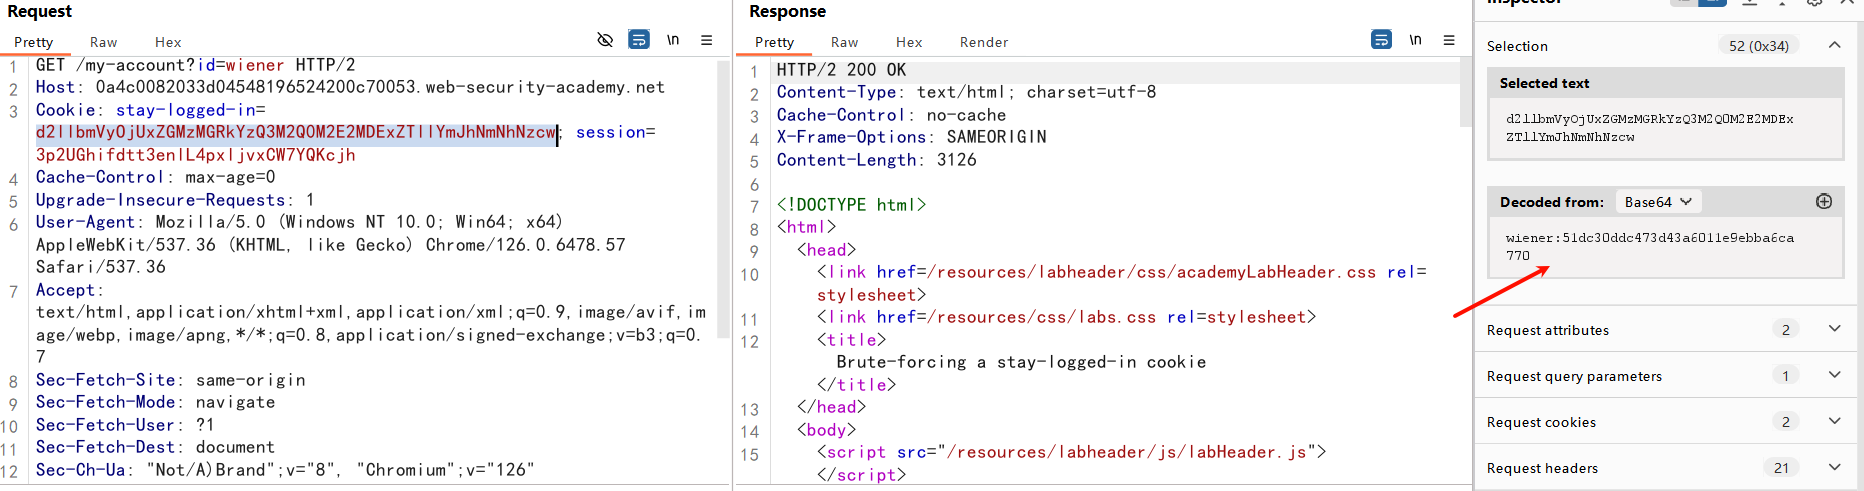 Request
Pretty Raw Hex \n
1 GET /my-account?id=wiener HTTP/2
2 Host: 0a4c0082033d04548196524200c70053.web-security-academy.net
3 Cookie: stay-logged-in=
d2llbmVyOjUxZGMzMGRkYzQ3M2Q0M2E2MDExZTllYmJhNmNhNzcw; session=
3p2UGhifdtt3enlL4pxljvxCW7YQKcjh
4 Cache-Control: max-age=0
5 Upgrade-Insecure-Requests: 1
6 User-Agent: Mozilla/5.0 (Windows NT 10.0; Win64; x64)
AppleWebKit/537.36 (KHTML, like Gecko) Chrome/126.0.6478.57
Safari/537.36
7 Accept:
text/html,application/xhtml+xml,application/xml;q=0.9,image/avif,im
age/webp,image/apng,*/*;q=0.8,application/signed-exchange;v=b3;q=0.
7
8 Sec-Fetch-Site: same-origin
9 Sec-Fetch-Mode: navigate
10 Sec-Fetch-User: ?1
11 Sec-Fetch-Dest: document
12 Sec-Ch-Ua: "Not/A)Brand";v="8", "Chromium";v="126"
Response
Pretty Raw Hex Render \n
1 HTTP/2 200 OK
2 Content-Type: text/html; charset=utf-8
3 Cache-Control: no-cache
4 X-Frame-Options: SAMEORIGIN
5 Content-Length: 3126
6
7 <!DOCTYPE html>
8 <html>
9 <head>
10 <link href=/resources/labheader/css/academyLabHeader.css rel=
stylesheet>
11 <link href=/resources/css/labs.css rel=stylesheet>
12 <title>
Brute-forcing a stay-logged-in cookie
</title>
13 </head>
14 <body>
15 <script src="/resources/labheader/js/labHeader.js">
</script>
Inspector
Selection 52 (0x34)
Selected text
d2llbmVyOjUxZGMzMGRkYzQ3M2Q0M2E2MDEx
ZTllYmJhNmNhNzcw
Decoded from: Base64
wiener:51dc30ddc473d43a6011e9ebba6ca
770
Request attributes 2
Request query parameters 1
Request cookies 2
Request headers 21